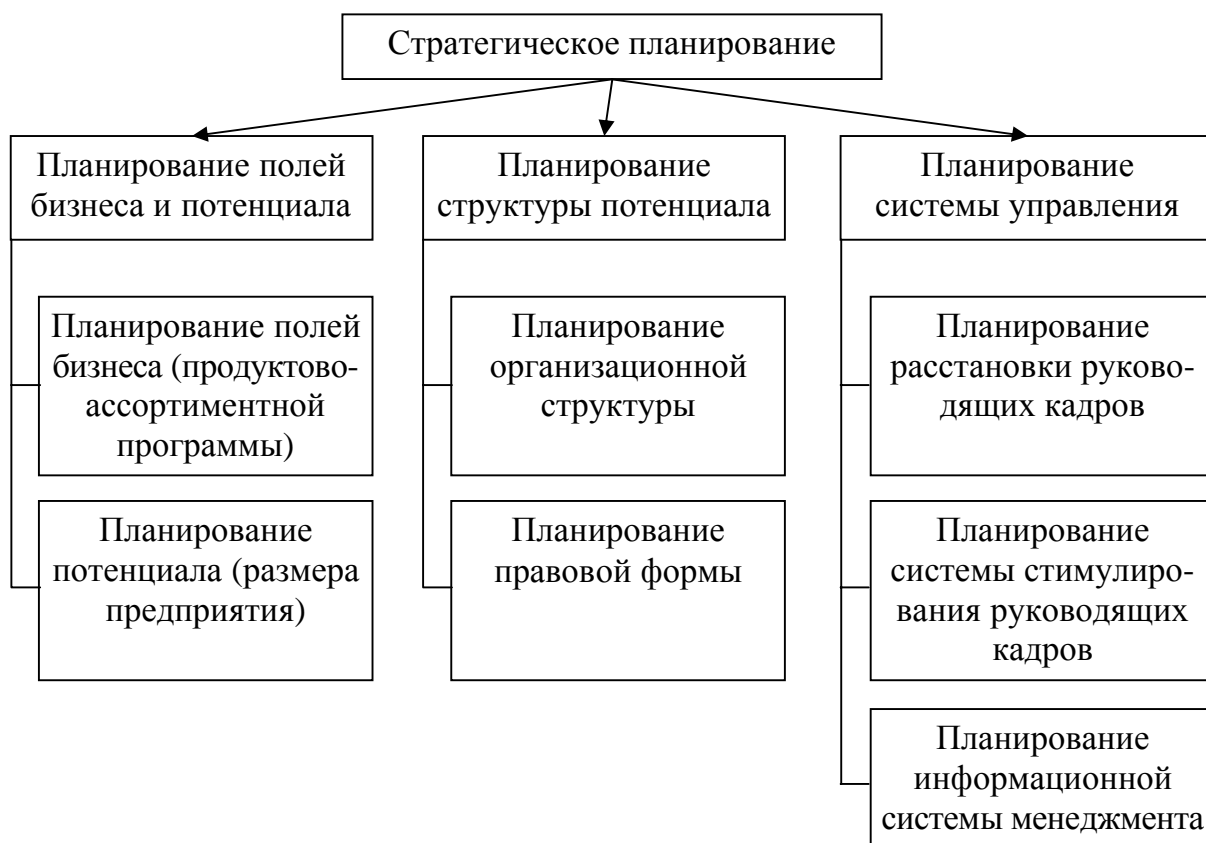 Стратегическое планирование
Планирование полей
бизнеса и потенциала
Планирование
структуры потенциала
Планирование
системы управления
Планирование полей
бизнеса (продуктово-
ассортиментной
программы)
Планирование
организационной
структуры
Планирование
расстановки руково-
дящих кадров
Планирование
потенциала (размера
предприятия)
Планирование
правовой формы
Планирование
системы стимулиро-
вания руководящих
кадров
Планирование
информационной
системы менеджмента